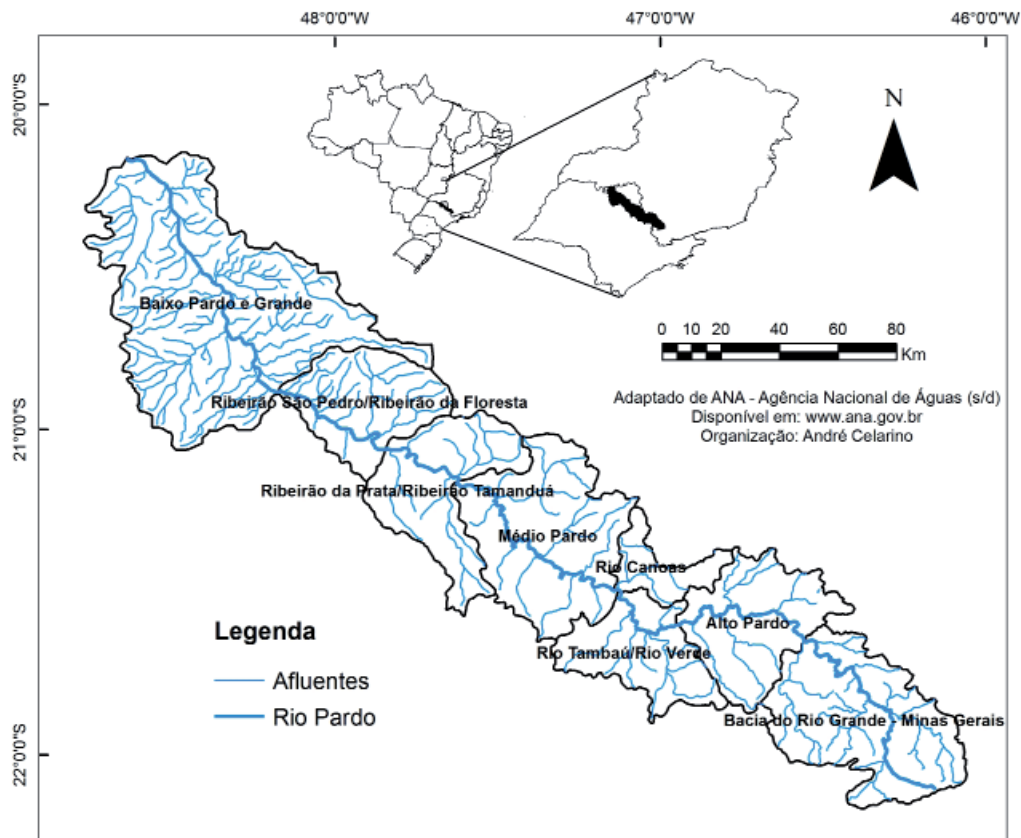 48°0'0"W
47°0'0"W
46°0'0"W
20°0'0"S
21°0'0"S
22°0'0"S
N
0 10 20 40 60 80
Km
Adaptado de ANA - Agência Nacional de Águas (s/d)
Disponível em: www.ana.gov.br
Organização: André Celarino
Baixo Pardo e Grande
Ribeirão São Pedro/Ribeirão da Floresta
Ribeirão da Prata/Ribeirão Tamanduá
Médio Pardo
Rio Canoas
Alto Pardo
Rio Tambaú/Rio Verde
Bacia do Rio Grande - Minas Gerais
Legenda
Afluentes
Rio Pardo